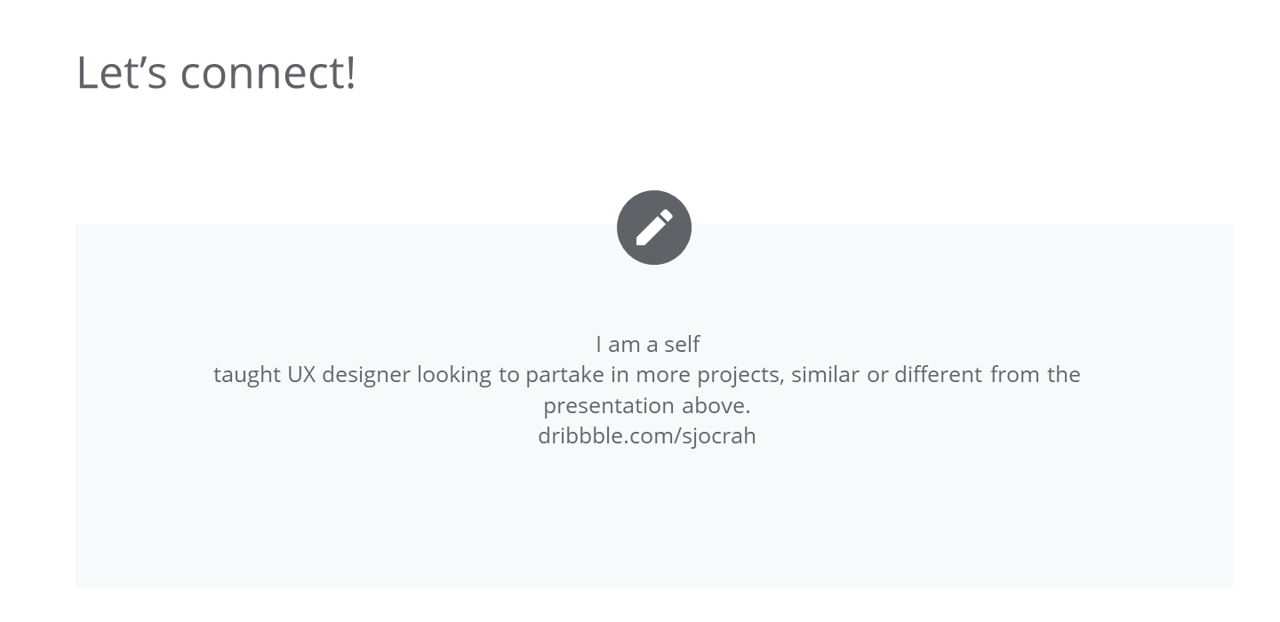 Let’s connect!
I am a self
taught UX designer looking to partake in more projects, similar or different from the
presentation above.
dribbble.com/sjocrah